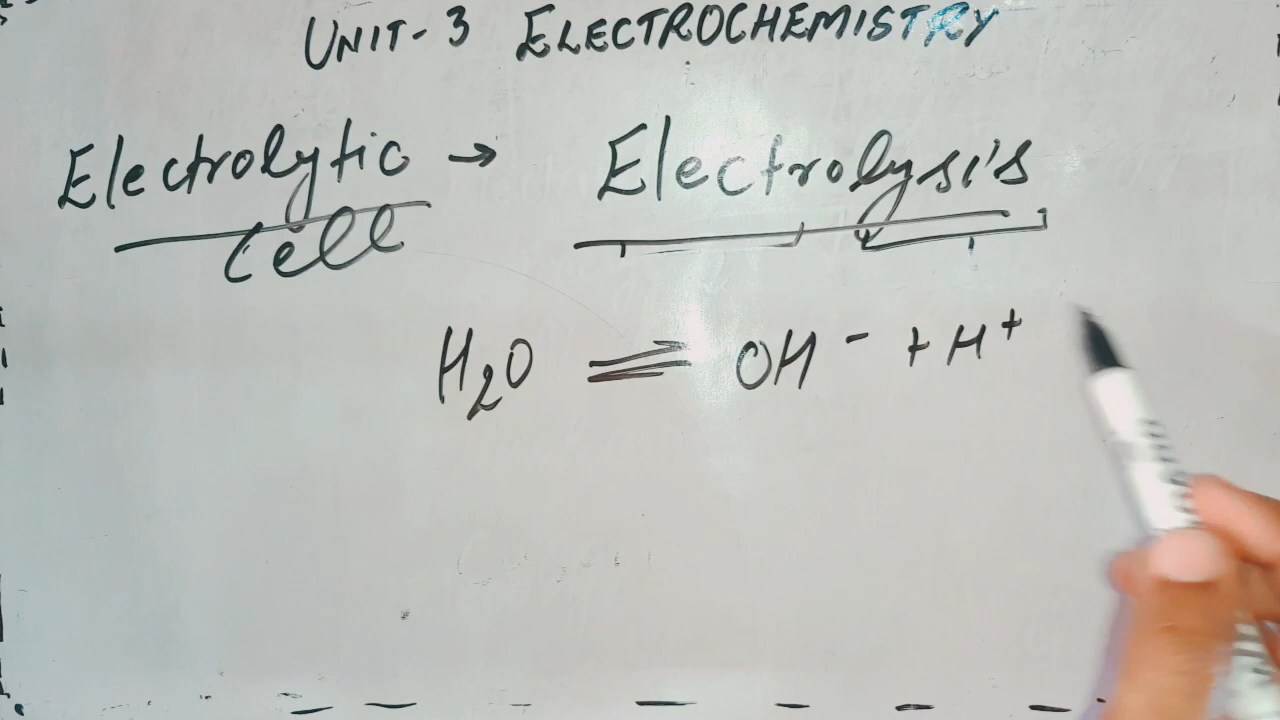 UNIT-3 ELECTROCHEMISTRY
Electrolytic → Electrolysis
Cell
H₂O ⇌ OH⁻ + H⁺